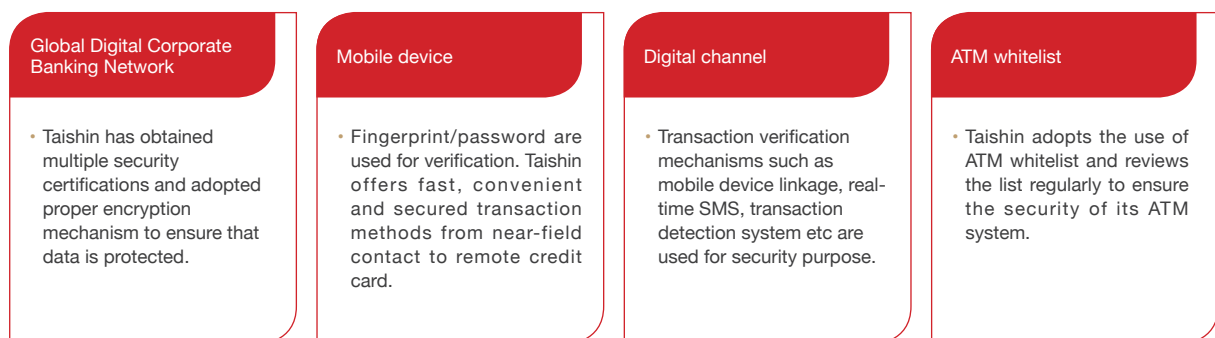 Global Digital Corporate
Banking Network
• Taishin has obtained
multiple security
certifications and adopted
proper encryption
mechanism to ensure that
data is protected.
Mobile device
• Fingerprint/password are
used for verification. Taishin
offers fast, convenient
and secured transaction
methods from near-field
contact to remote credit
card.
Digital channel
• Transaction verification
mechanisms such as
mobile device linkage, real-
time SMS, transaction
detection system etc are
used for security purpose.
ATM whitelist
• Taishin adopts the use of
ATM whitelist and reviews
the list regularly to ensure
the security of its ATM
system.